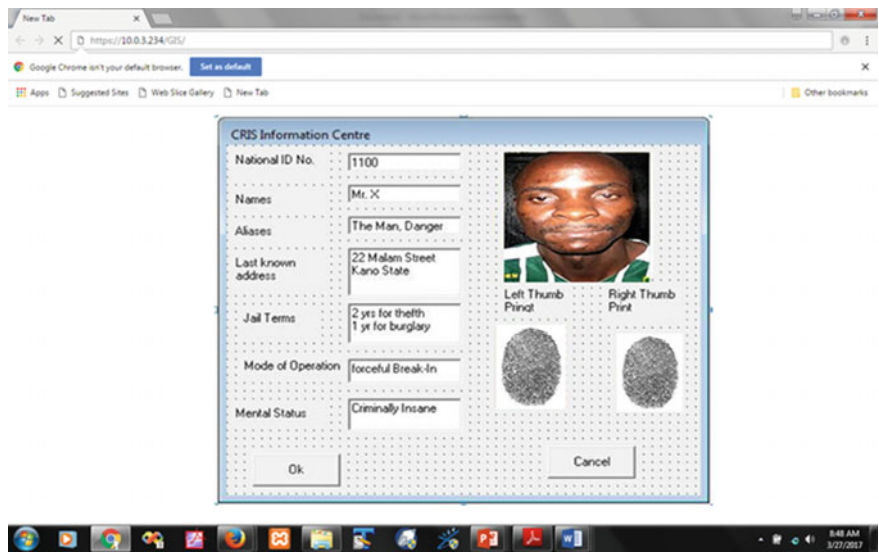 New Tab
https://10.0.3.234/GIS/
Google Chrome isn't your default browser. Set as default
Apps Suggested Sites Web Slice Gallery New Tab Other bookmarks
CRIS Information Centre
National ID No. 1100
Names Mr. X
Aliases The Man, Danger
Last known
address
22 Malam Street
Kano State
Jail Terms
2 yrs for thefth
1 yr for burglary
Mode of Operation forceful Break-In
Mental Status Criminally Insane
Left Thumb
Pringt
Right Thumb
Print
Ok
Cancel
8:48 AM
3/27/2017